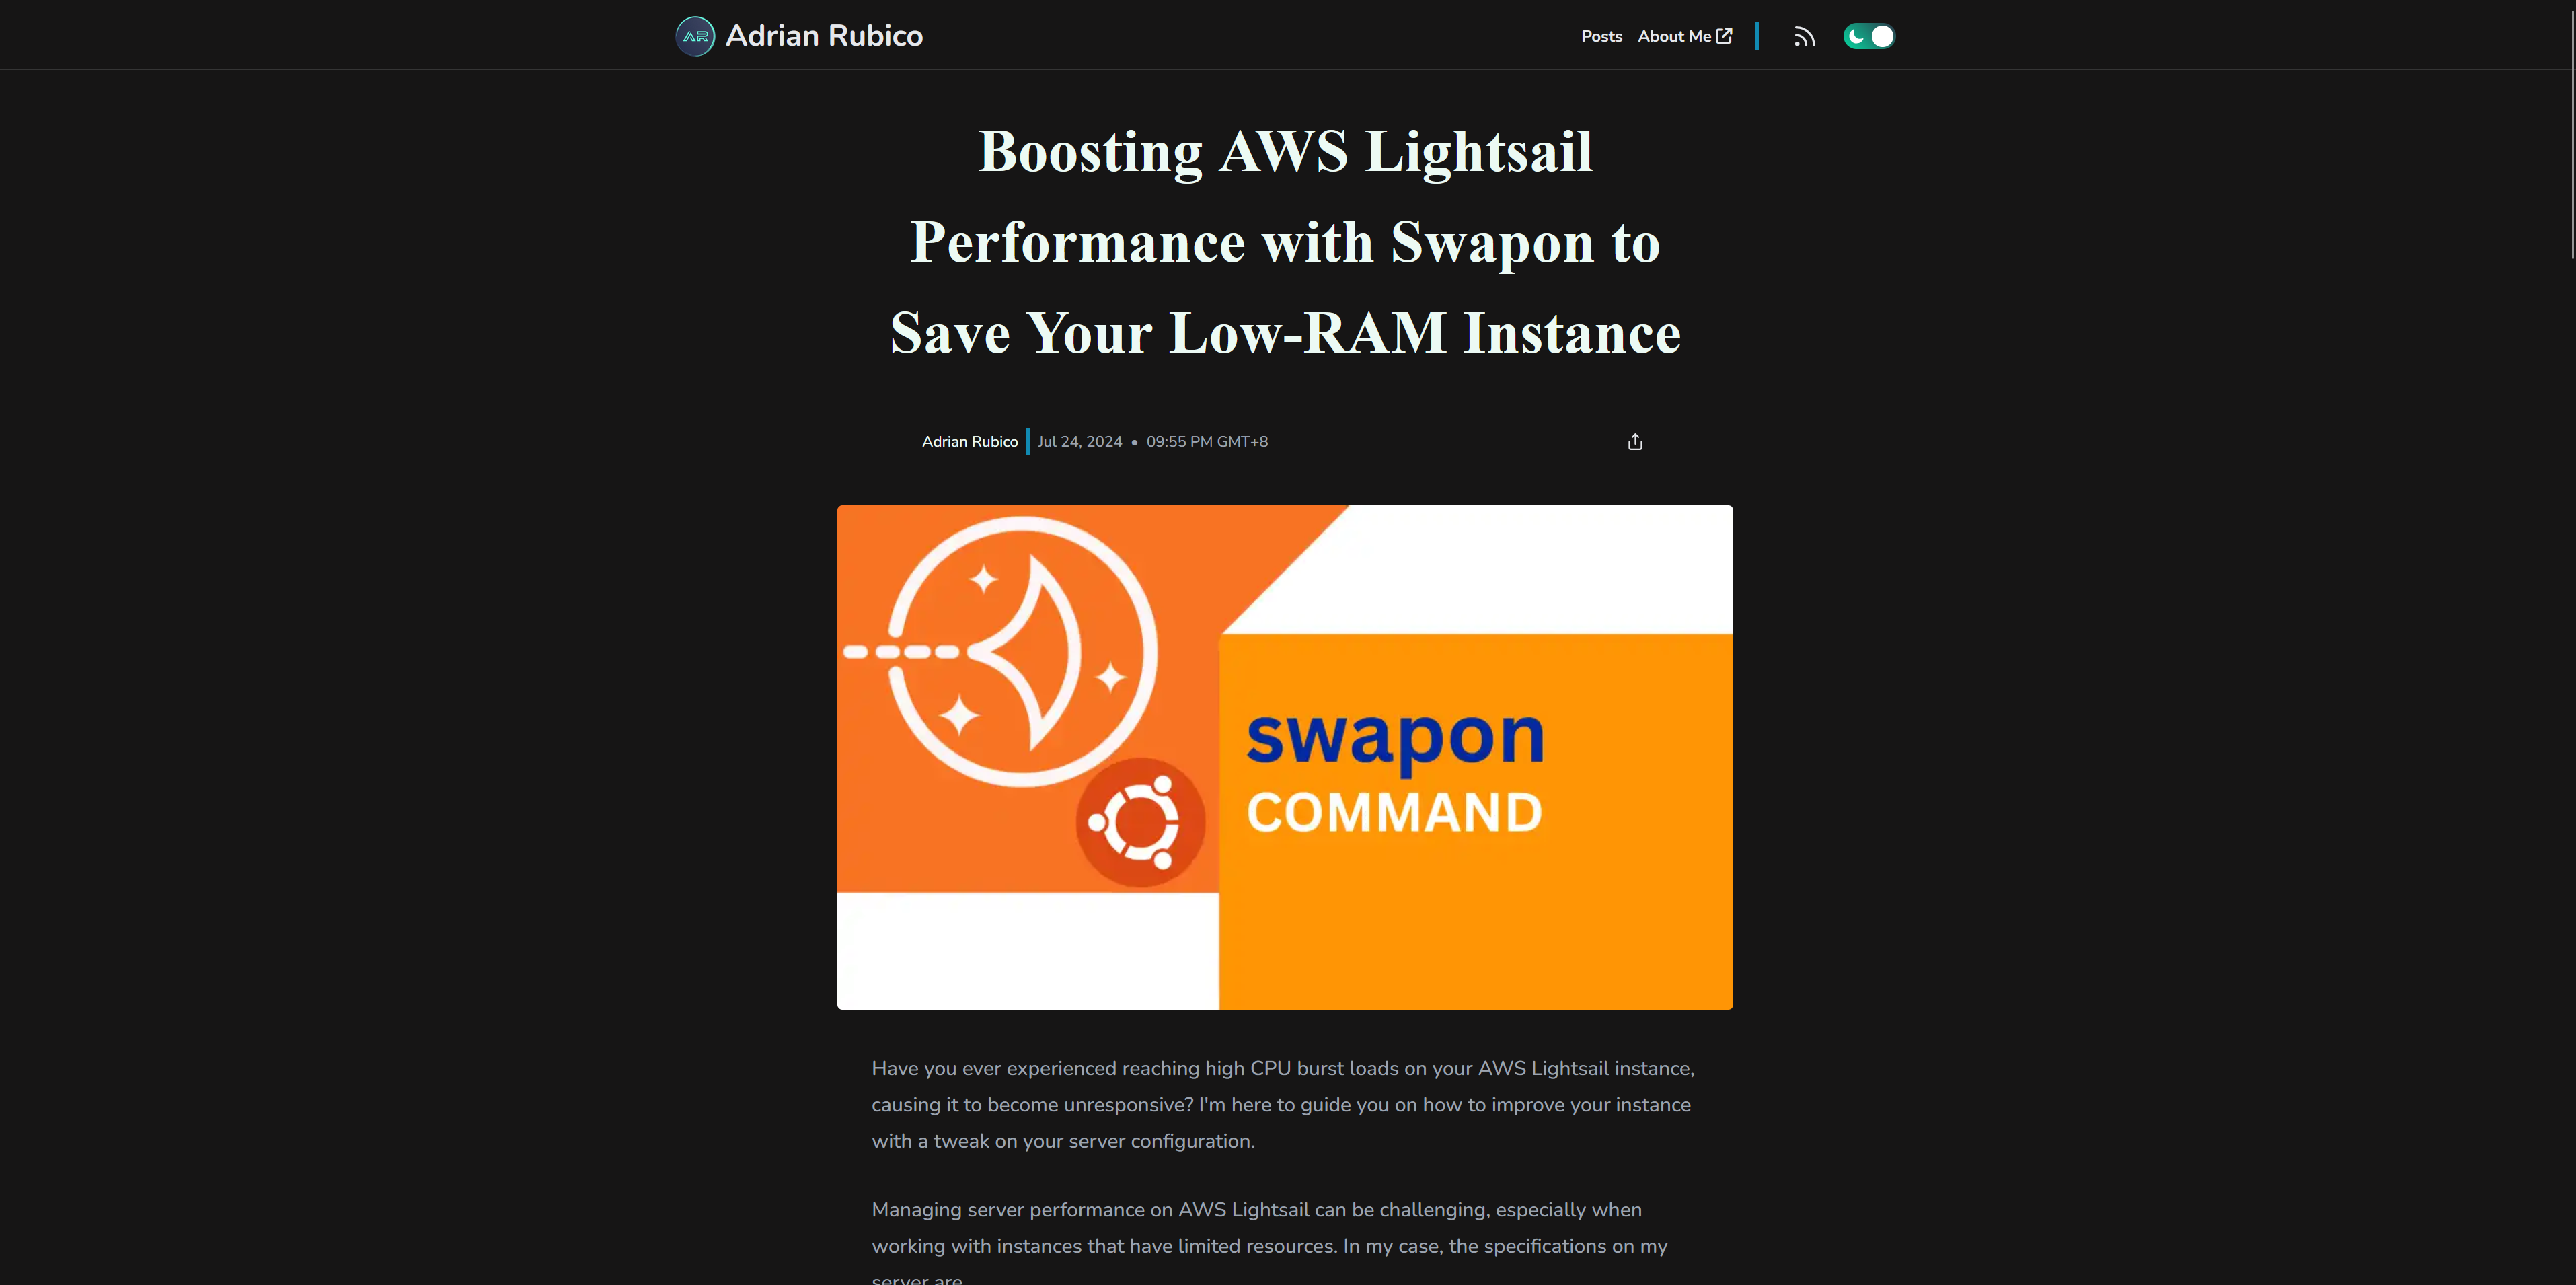 AR Adrian Rubico
Posts About Me
Boosting AWS Lightsail
Performance with Swapon to
Save Your Low-RAM Instance
Adrian Rubico Jul 24, 2024 • 09:55 PM GMT+8
swapon
COMMAND
Have you ever experienced reaching high CPU burst loads on your AWS Lightsail instance,
causing it to become unresponsive? I'm here to guide you on how to improve your instance
with a tweak on your server configuration.
Managing server performance on AWS Lightsail can be challenging, especially when
working with instances that have limited resources. In my case, the specifications on my
server are